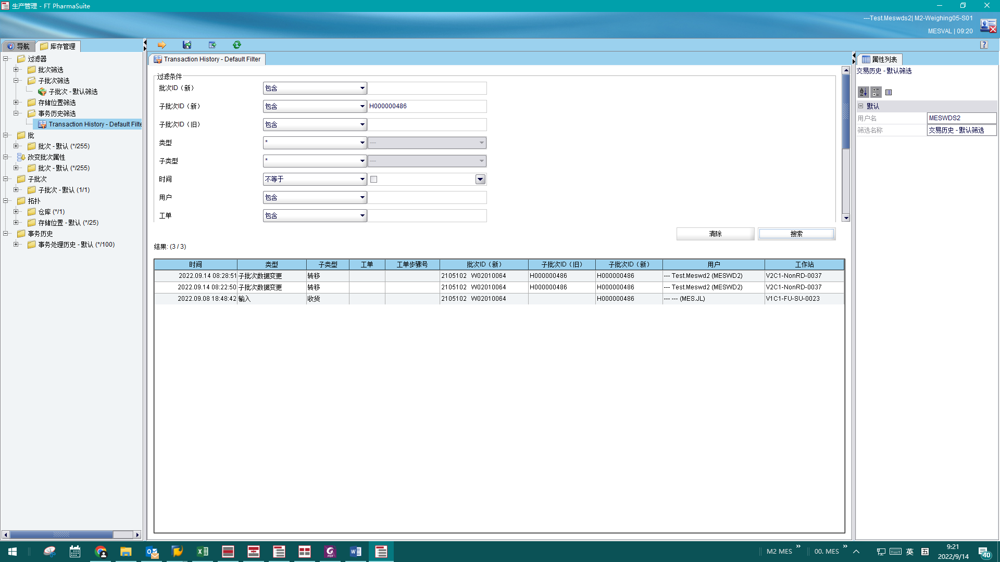 生产管理 - FT PharmaSuite
---Test.Meswds2| M2-Weighing05-S01
MESVAL | 09:20
导航
库存管理
过滤器
批次筛选
子批次筛选
子批次 - 默认筛选
存储位置筛选
事务历史筛选
Transaction History - Default Filte
批
批次 - 默认 (*/255)
改变批次属性
批次 - 默认 (*/255)
子批次
子批次 - 默认 (1/1)
拓扑
仓库 (*/1)
存储位置 - 默认 (*/25)
事务历史
事务处理历史 - 默认 (*/100)
Transaction History - Default Filter
过滤条件
批次ID（新） 包含
子批次ID（新） 包含 H000000486
子批次ID（旧） 包含
类型 * ---
子类型 * ---
时间 不等于
用户 包含
工单 包含
清除 搜索
结果: (3 / 3)
时间 类型 子类型 工单 工单步骤号 批次ID（新） 子批次ID（旧） 子批次ID（新） 用户 工作站
2022.09.14 08:28:51 子批次数据变更 转移 2105102 W02010064 H000000486 H000000486 --- Test.Meswd2 (MESWD2) V2C1-NonRD-0037
2022.09.14 08:22:50 子批次数据变更 转移 2105102 W02010064 H000000486 H000000486 --- Test.Meswd2 (MESWD2) V2C1-NonRD-0037
2022.09.08 18:48:42 输入 收货 2105102 W02010064 H000000486 --- --- (MES.JL) V1C1-FU-SU-0023
属性列表
交易历史 - 默认筛选
默认
用户名 MESWDS2
筛选名称 交易历史 - 默认筛选
M2 MES
00. MES
英
9:21
2022/9/14
40